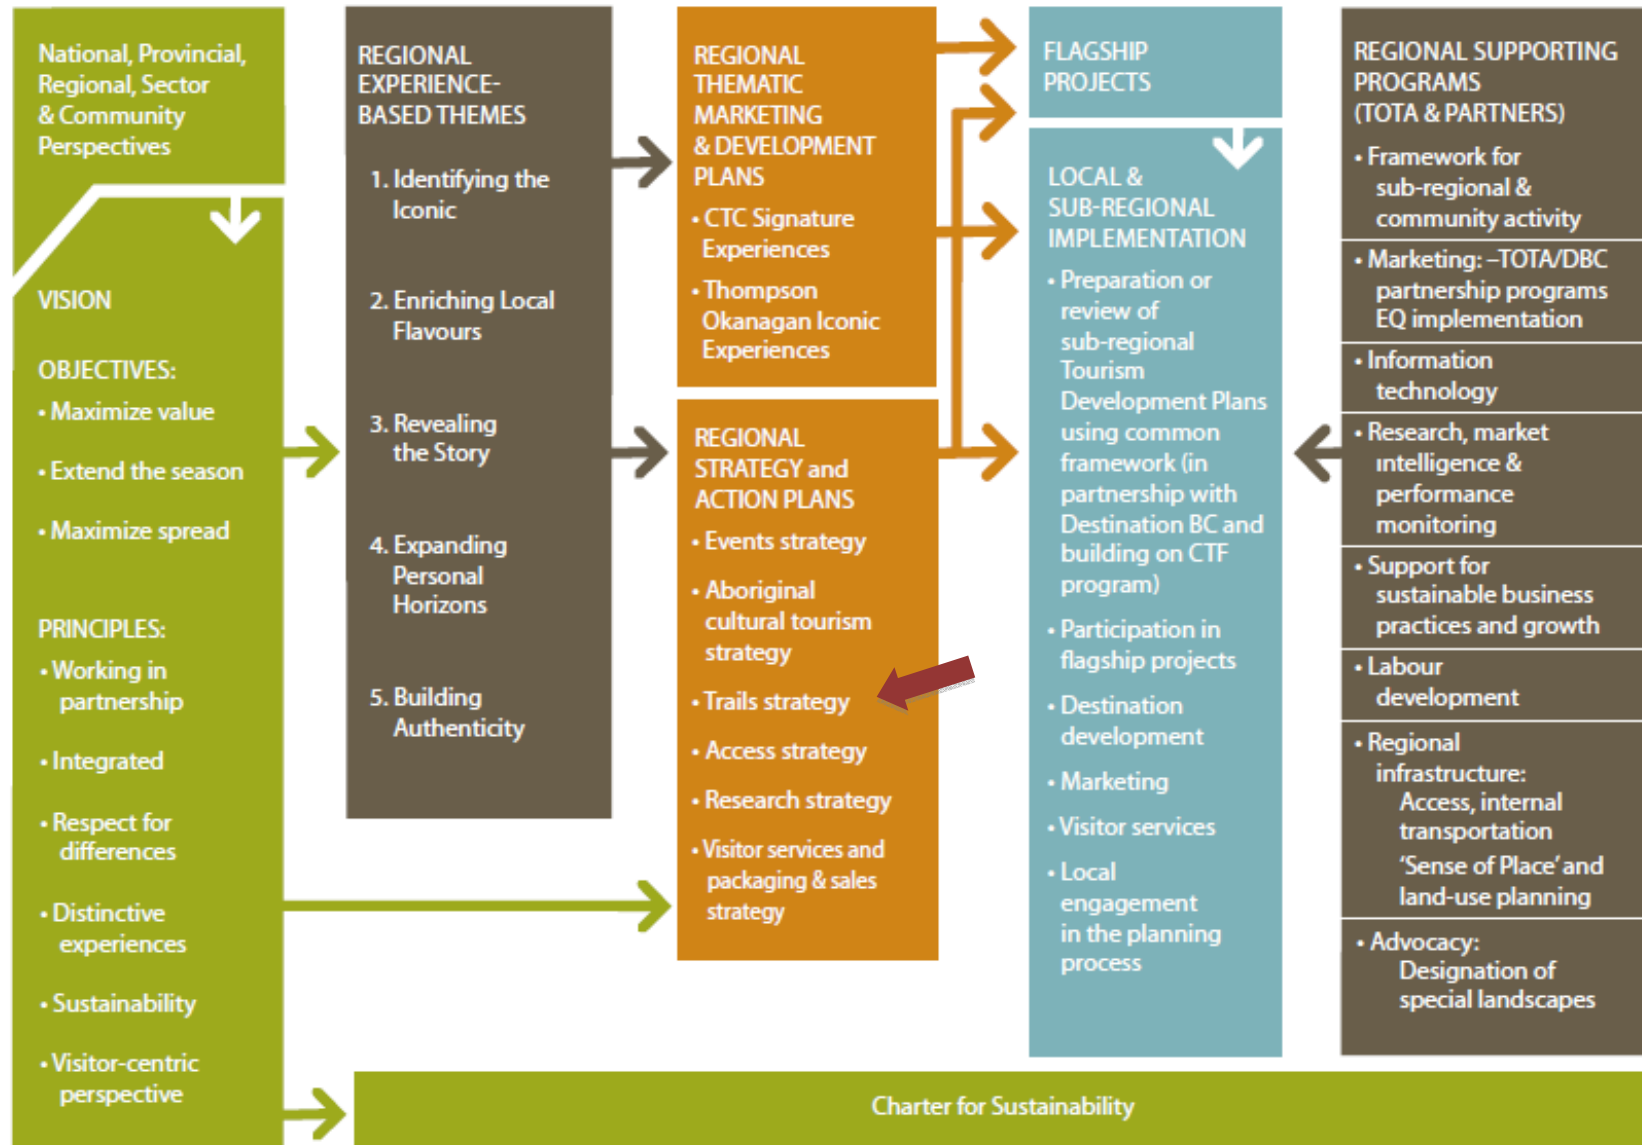 National, Provincial,
Regional, Sector
& Community
Perspectives
VISION
OBJECTIVES:
• Maximize value
• Extend the season
• Maximize spread
PRINCIPLES:
• Working in
partnership
• Integrated
• Respect for
differences
• Distinctive
experiences
• Sustainability
• Visitor-centric
perspective
REGIONAL
EXPERIENCE-
BASED THEMES
1. Identifying the
Iconic
2. Enriching Local
Flavours
3. Revealing
the Story
4. Expanding
Personal
Horizons
5. Building
Authenticity
REGIONAL
THEMATIC
MARKETING
& DEVELOPMENT
PLANS
• CTC Signature
Experiences
• Thompson
Okanagan Iconic
Experiences
REGIONAL
STRATEGY and
ACTION PLANS
• Events strategy
• Aboriginal
cultural tourism
strategy
• Trails strategy
• Access strategy
• Research strategy
• Visitor services and
packaging & sales
strategy
FLAGSHIP
PROJECTS
LOCAL &
SUB-REGIONAL
IMPLEMENTATION
• Preparation or
review of
sub-regional
Tourism
Development Plans
using common
framework (in
partnership with
Destination BC and
building on CTF
program)
• Participation in
flagship projects
• Destination
development
• Marketing
• Visitor services
• Local
engagement
in the planning
process
REGIONAL SUPPORTING
PROGRAMS
(TOTA & PARTNERS)
• Framework for
sub-regional &
community activity
• Marketing: –TOTA/DBC
partnership programs
EQ implementation
• Information
technology
• Research, market
intelligence &
performance
monitoring
• Support for
sustainable business
practices and growth
• Labour
development
• Regional
infrastructure:
Access, internal
transportation
‘Sense of Place’ and
land-use planning
• Advocacy:
Designation of
special landscapes
Charter for Sustainability